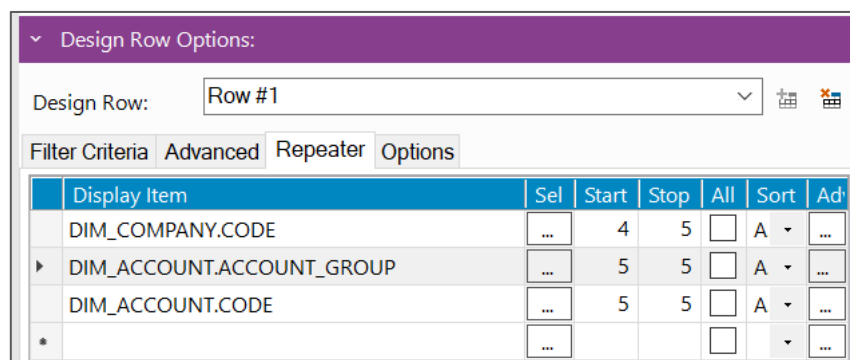 Design Row Options:
Design Row: Row #1
Filter Criteria Advanced Repeater Options
Display Item Sel Start Stop All Sort Adv
DIM_COMPANY.CODE ... 4 5 A ...
DIM_ACCOUNT.ACCOUNT_GROUP ... 5 5 A ...
DIM_ACCOUNT.CODE ... 5 5 A ...
* ... ...